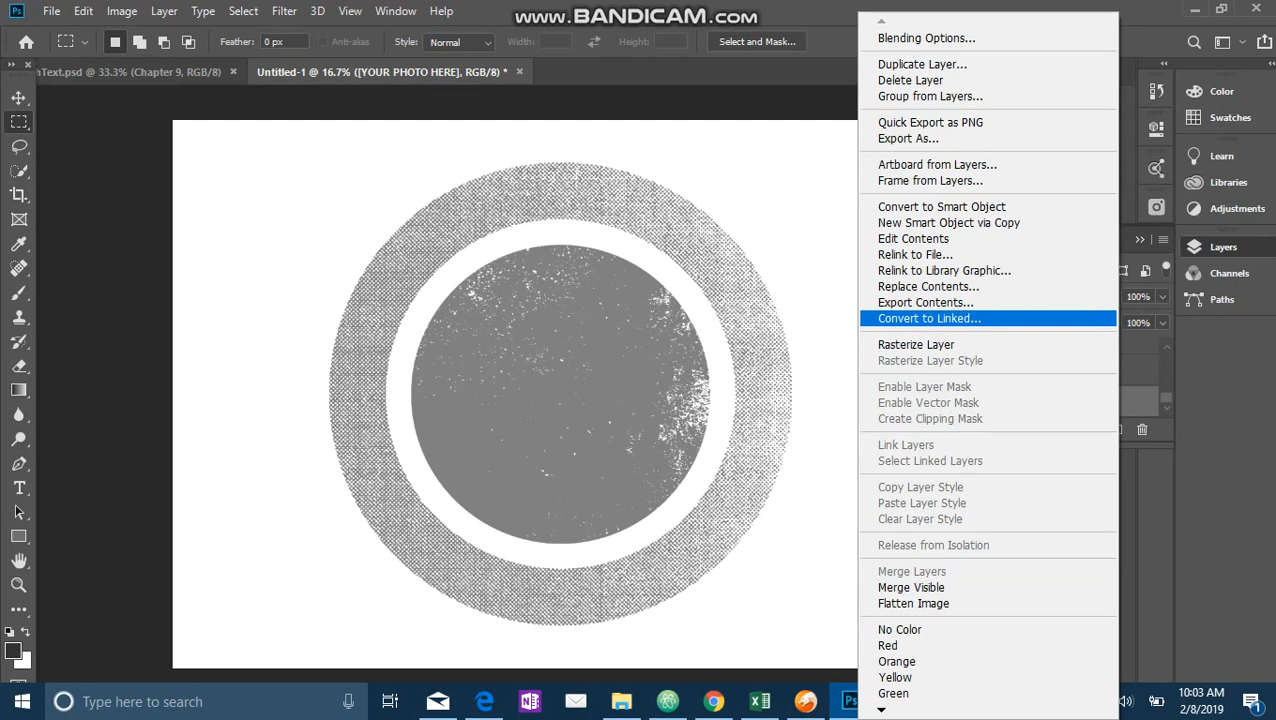 www.BANDICAM.com
Ps File Edit Image Layer Type Select Filter 3D View Window Help
Feather: 0 px Anti-alias Style: Normal Width: Height: Select and Mask...
nText.psd @ 33.3% (Chapter 9, RGB/8) × Untitled-1 @ 16.7% ([YOUR PHOTO HERE], RGB/8) * ×
Blending Options...
Duplicate Layer...
Delete Layer
Group from Layers...
Quick Export as PNG
Export As...
Artboard from Layers...
Frame from Layers...
Convert to Smart Object
New Smart Object via Copy
Edit Contents
Relink to File...
Relink to Library Graphic...
Replace Contents...
Export Contents...
Convert to Linked...
Rasterize Layer
Rasterize Layer Style
Enable Layer Mask
Enable Vector Mask
Create Clipping Mask
Link Layers
Select Linked Layers
Copy Layer Style
Paste Layer Style
Clear Layer Style
Release from Isolation
Merge Layers
Merge Visible
Flatten Image
No Color
Red
Orange
Yellow
Green
Color
Swatches
Learn
Libraries
Adjustments
Layers
Channels
Paths
100%
100%
Type here to search
Ps
10:03 AM
2/8/2019
1